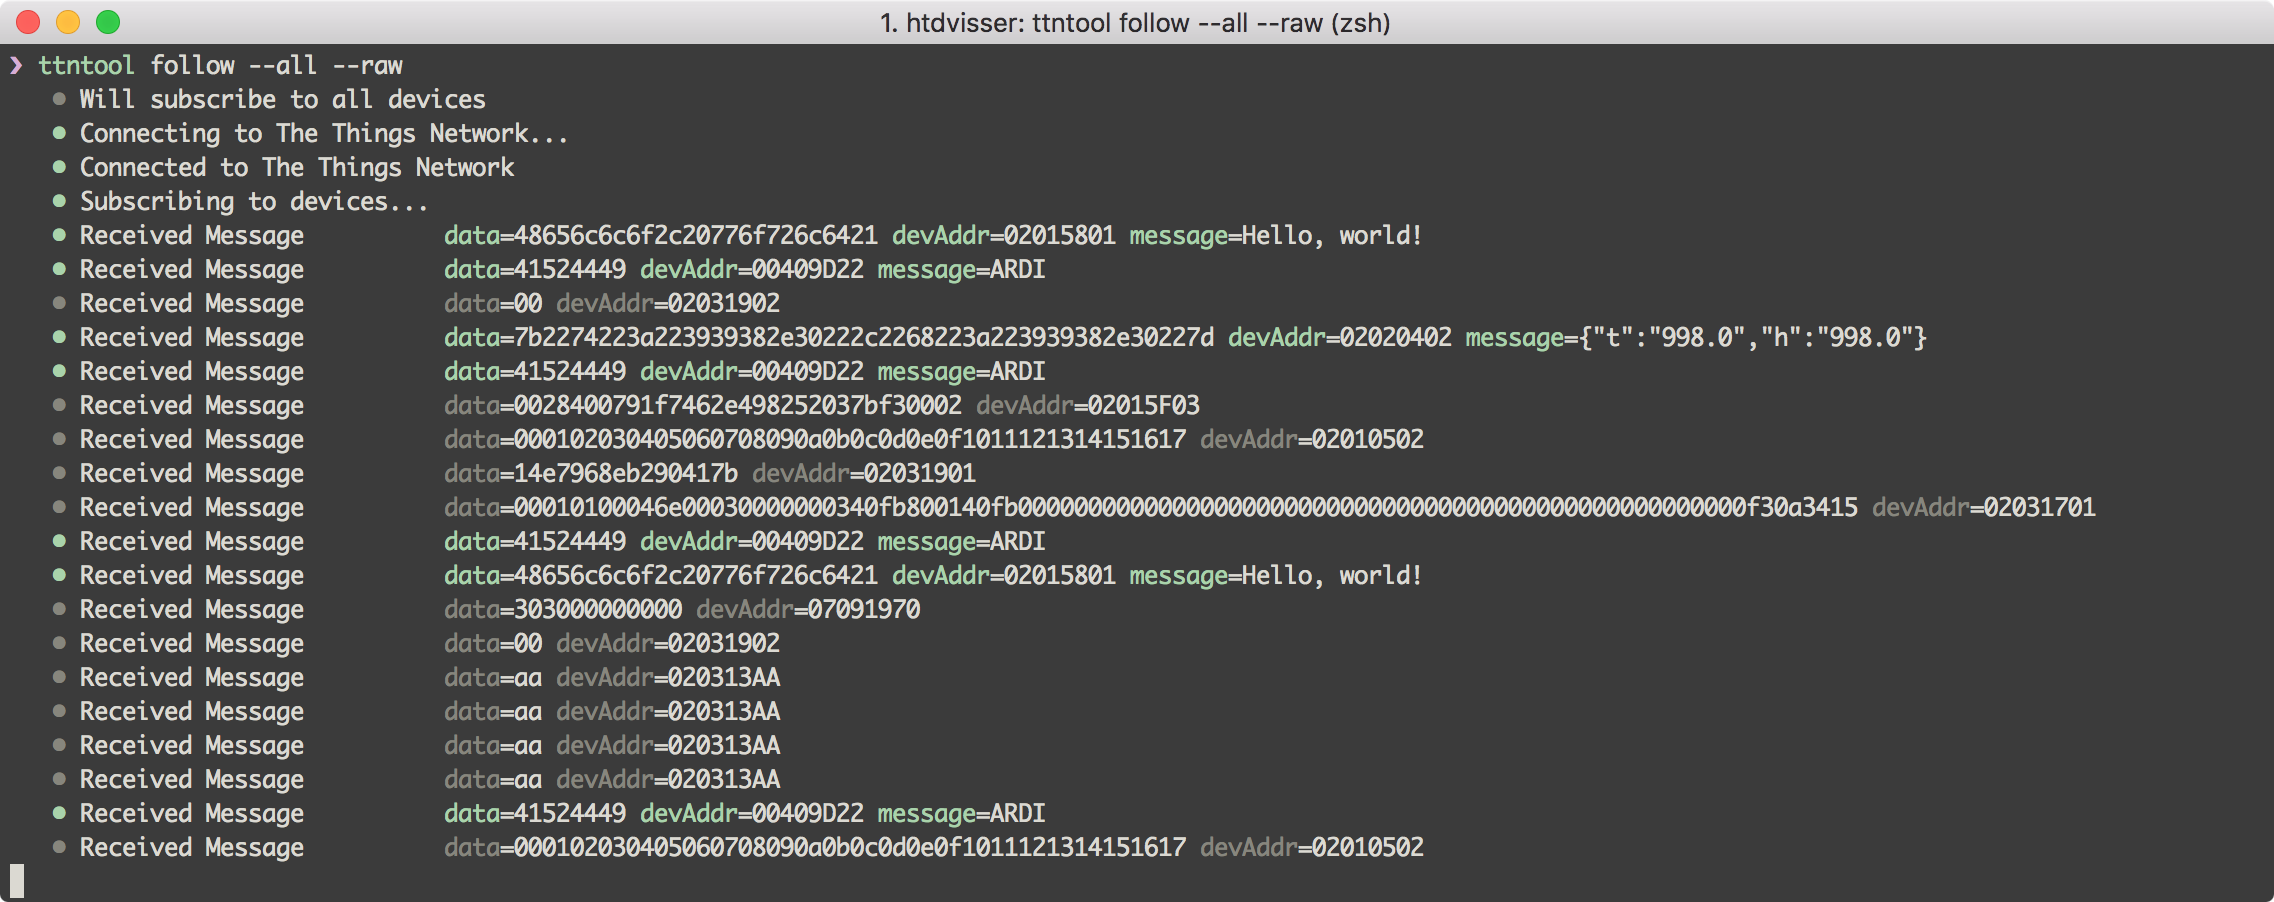 1. htdvisser: ttntool follow --all --raw (zsh)
❯ ttntool follow --all --raw
• Will subscribe to all devices
• Connecting to The Things Network...
• Connected to The Things Network
• Subscribing to devices...
• Received Message data=48656c6c6f2c20776f726c6421 devAddr=02015801 message=Hello, world!
• Received Message data=41524449 devAddr=00409D22 message=ARDI
• Received Message data=00 devAddr=02031902
• Received Message data=7b2274223a223939382e30222c2268223a223939382e30227d devAddr=02020402 message={"t":"998.0","h":"998.0"}
• Received Message data=41524449 devAddr=00409D22 message=ARDI
• Received Message data=0028400791f7462e498252037bf30002 devAddr=02015F03
• Received Message data=000102030405060708090a0b0c0d0e0f1011121314151617 devAddr=02010502
• Received Message data=14e7968eb290417b devAddr=02031901
• Received Message data=00010100046e00030000000340fb800140fb0000000000000000000000000000000000000000000000000000f30a3415 devAddr=02031701
• Received Message data=41524449 devAddr=00409D22 message=ARDI
• Received Message data=48656c6c6f2c20776f726c6421 devAddr=02015801 message=Hello, world!
• Received Message data=303000000000 devAddr=07091970
• Received Message data=00 devAddr=02031902
• Received Message data=aa devAddr=020313AA
• Received Message data=aa devAddr=020313AA
• Received Message data=aa devAddr=020313AA
• Received Message data=aa devAddr=020313AA
• Received Message data=41524449 devAddr=00409D22 message=ARDI
• Received Message data=000102030405060708090a0b0c0d0e0f1011121314151617 devAddr=02010502